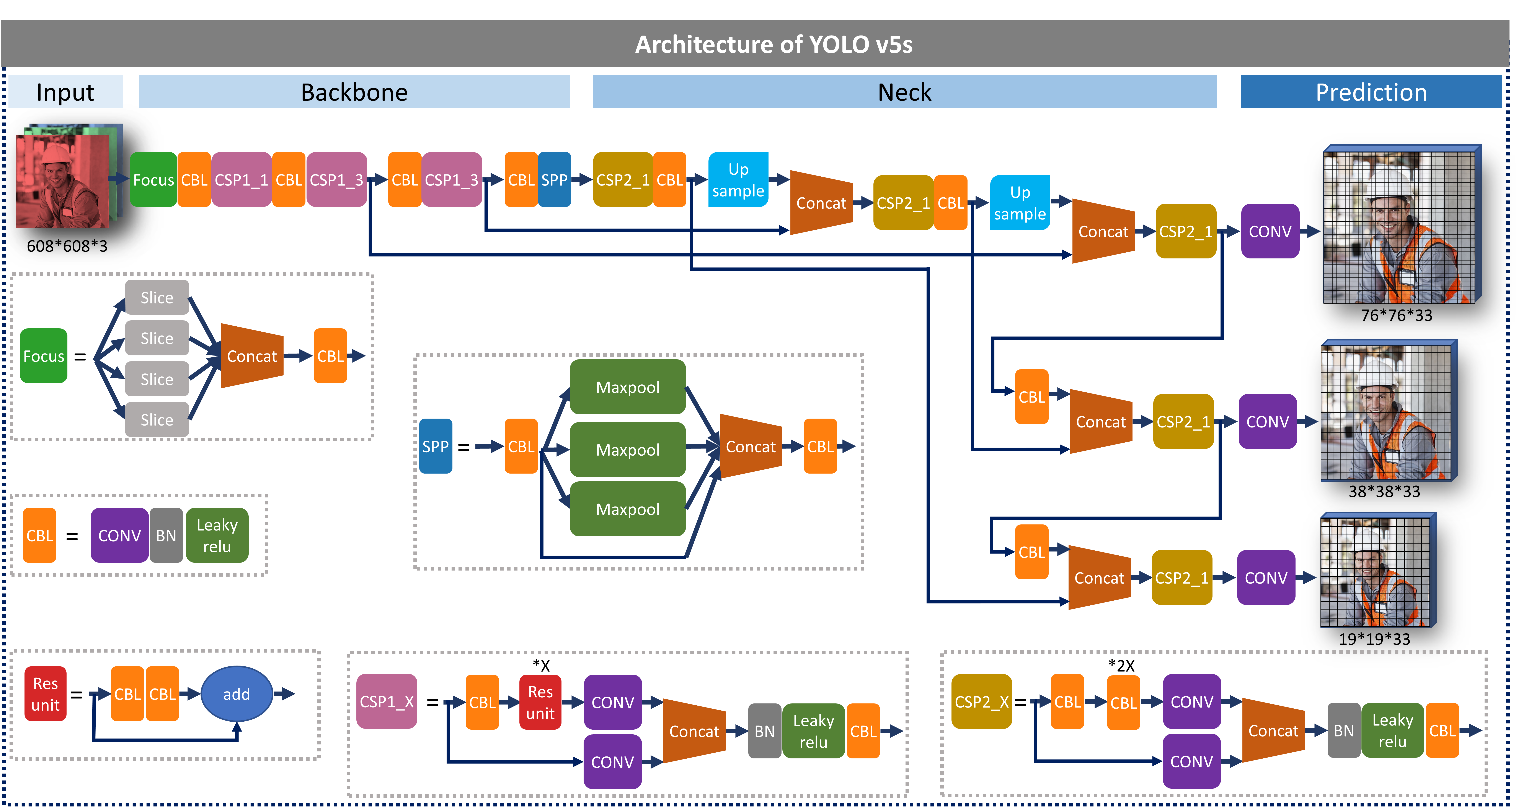 Architecture of YOLO v5s
Input
Backbone
Neck
Prediction
608*608*3
Focus
CBL
CSP1_1
CBL
CSP1_3
CBL
CSP1_3
CBL
SPP
CSP2_1
CBL
Up
sample
Concat
CSP2_1
CBL
Up
sample
Concat
CSP2_1
CONV
76*76*33
CBL
Concat
CSP2_1
CONV
38*38*33
CBL
Concat
CSP2_1
CONV
19*19*33
Focus
=
Slice
Slice
Slice
Slice
Concat
CBL
SPP
=
CBL
Maxpool
Maxpool
Maxpool
Concat
CBL
CBL
=
CONV
BN
Leaky
relu
Res
unit
=
CBL
CBL
add
CSP1_X
=
CBL
*X
Res
unit
CONV
CONV
Concat
BN
Leaky
relu
CBL
CSP2_X
=
CBL
*2X
CBL
CONV
CONV
Concat
BN
Leaky
relu
CBL